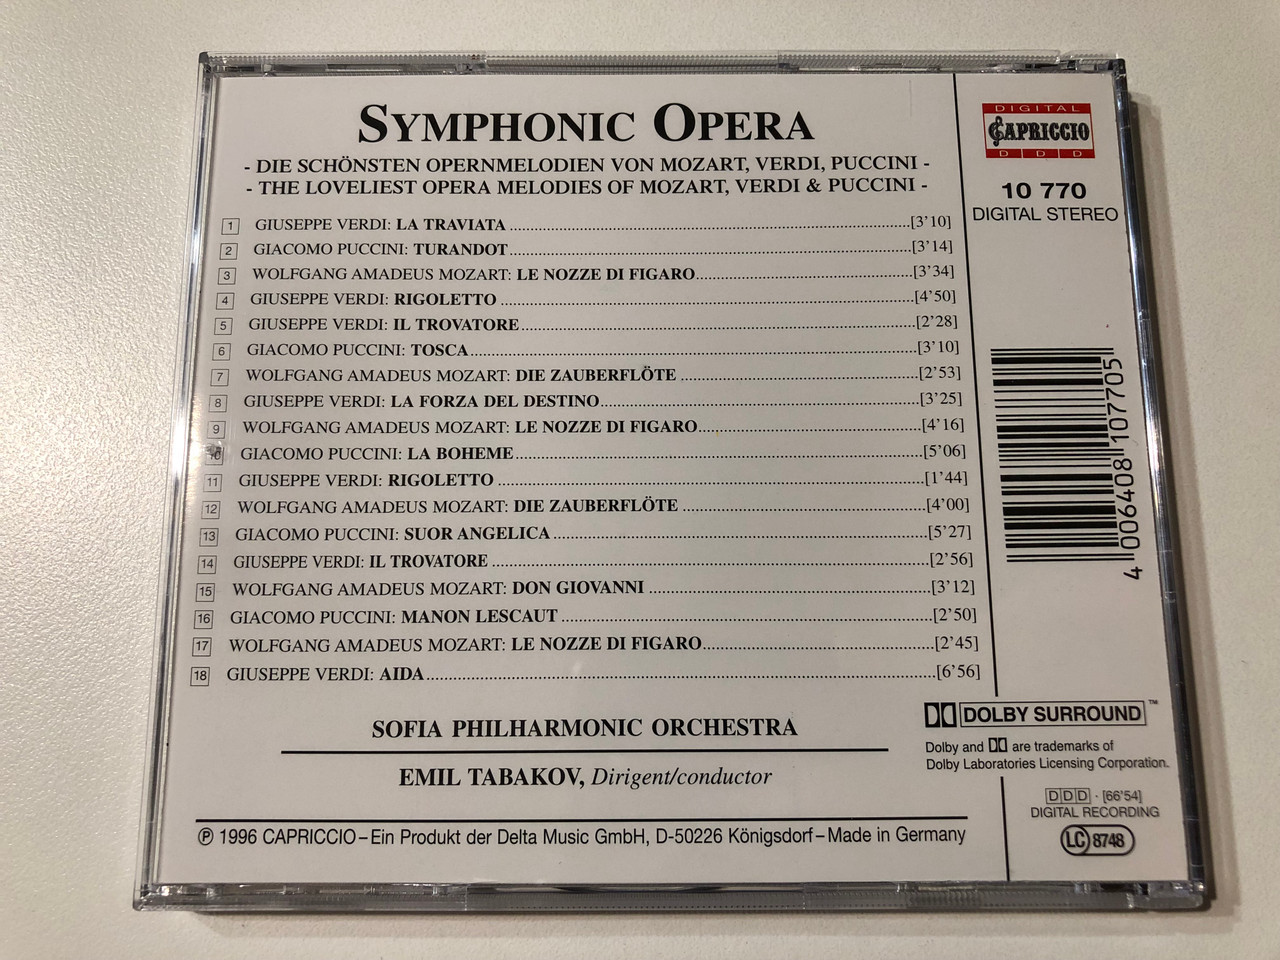 SYMPHONIC OPERA
- DIE SCHÖNSTEN OPERNMELODIEN VON MOZART, VERDI, PUCCINI -
- THE LOVELIEST OPERA MELODIES OF MOZART, VERDI & PUCCINI -
1 GIUSEPPE VERDI: LA TRAVIATA [3'10]
2 GIACOMO PUCCINI: TURANDOT [3'14]
3 WOLFGANG AMADEUS MOZART: LE NOZZE DI FIGARO [3'34]
4 GIUSEPPE VERDI: RIGOLETTO [4'50]
5 GIUSEPPE VERDI: IL TROVATORE [2'28]
6 GIACOMO PUCCINI: TOSCA [3'10]
7 WOLFGANG AMADEUS MOZART: DIE ZAUBERFLÖTE [2'53]
8 GIUSEPPE VERDI: LA FORZA DEL DESTINO [3'25]
9 WOLFGANG AMADEUS MOZART: LE NOZZE DI FIGARO [4'16]
10 GIACOMO PUCCINI: LA BOHEME [5'06]
11 GIUSEPPE VERDI: RIGOLETTO [1'44]
12 WOLFGANG AMADEUS MOZART: DIE ZAUBERFLÖTE [4'00]
13 GIACOMO PUCCINI: SUOR ANGELICA [5'27]
14 GIUSEPPE VERDI: IL TROVATORE [2'56]
15 WOLFGANG AMADEUS MOZART: DON GIOVANNI [3'12]
16 GIACOMO PUCCINI: MANON LESCAUT [2'50]
17 WOLFGANG AMADEUS MOZART: LE NOZZE DI FIGARO [2'45]
18 GIUSEPPE VERDI: AIDA [6'56]
SOFIA PHILHARMONIC ORCHESTRA
EMIL TABAKOV, Dirigent/conductor
℗ 1996 CAPRICCIO – Ein Produkt der Delta Music GmbH, D-50226 Königsdorf – Made in Germany
DIGITAL
CAPRICCIO
D D D
10 770
DIGITAL STEREO
4 006408 107705
DOLBY SURROUND ™
Dolby and DD are trademarks of
Dolby Laboratories Licensing Corporation.
DDD · [66'54]
DIGITAL RECORDING
LC 8748